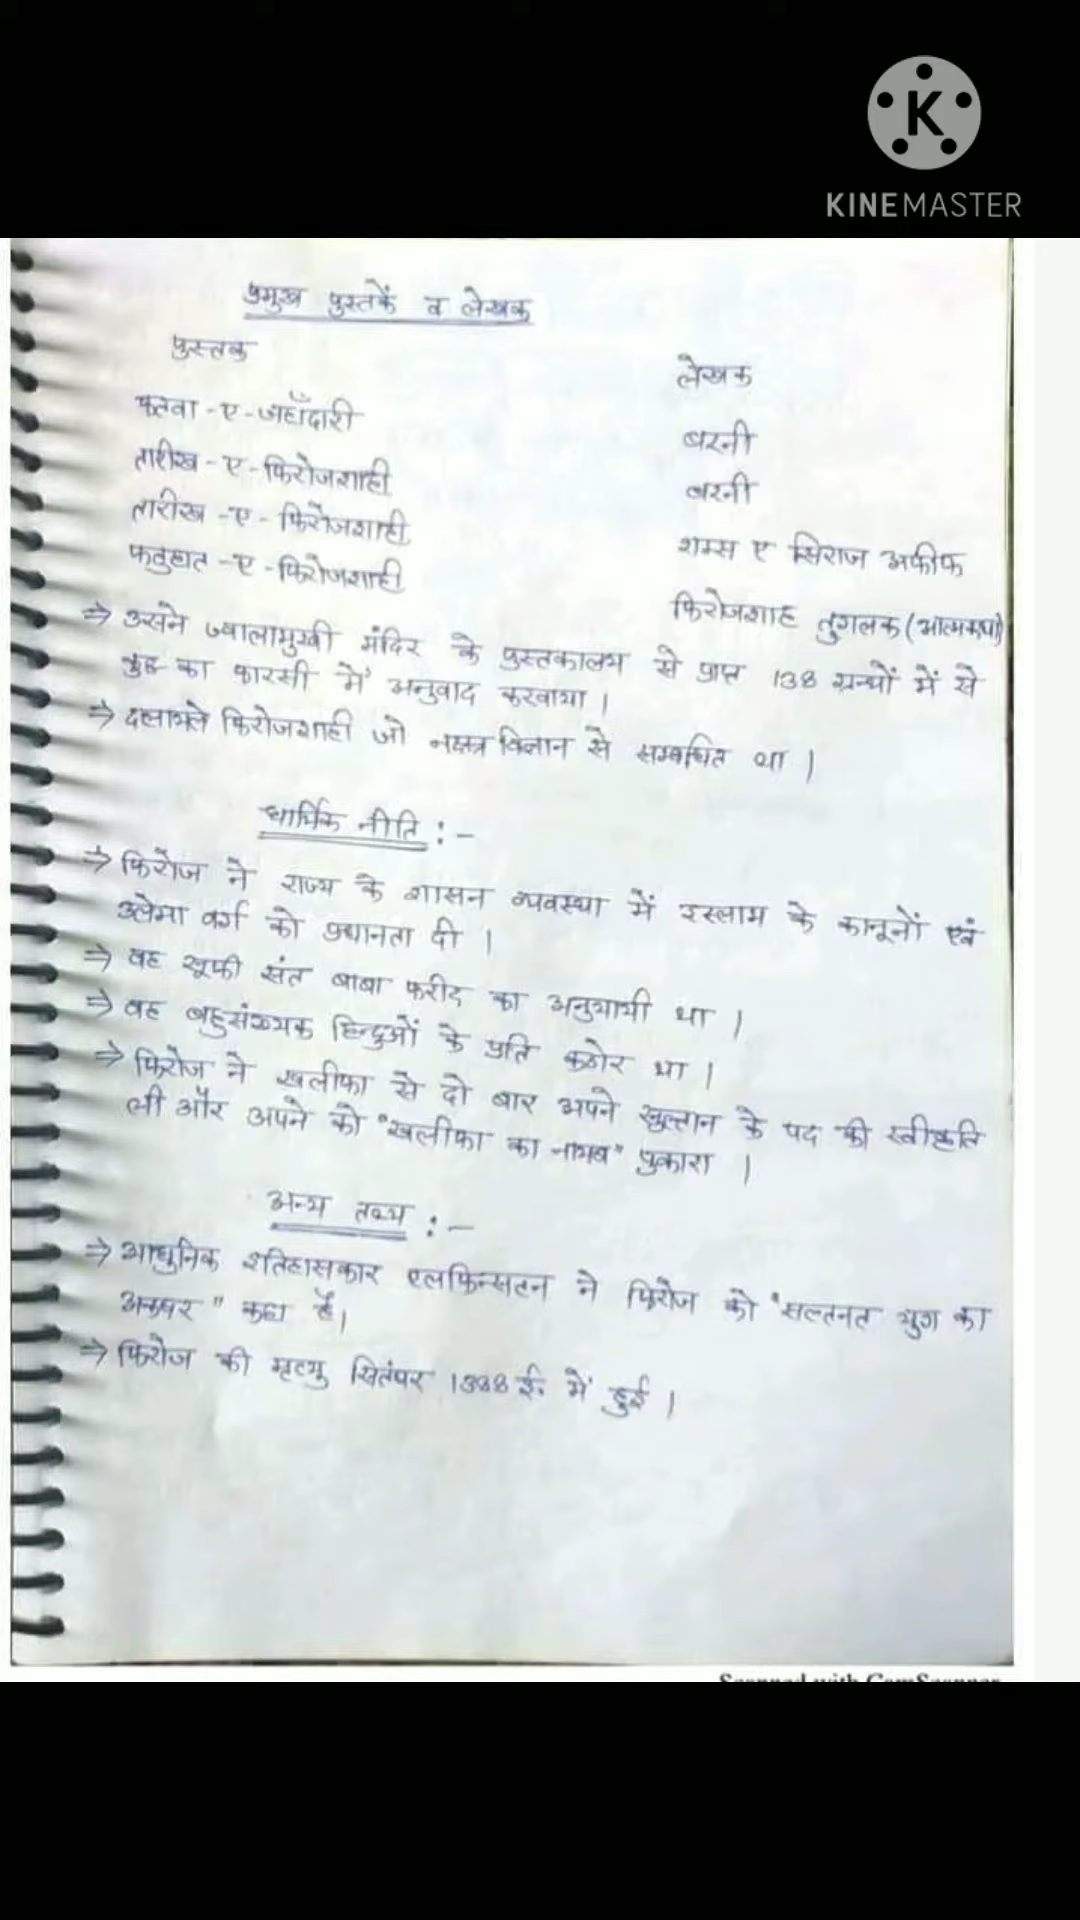 KINEMASTER
प्रमुख पुस्तकें व लेखक
पुस्तक
लेखक
फतवा-ए-जहाँदारी
बरनी
तारीख-ए-फिरोजशाही
बरनी
तारीख-ए-फिरोजशाही
शम्स ए सिराज अफीफ
फतुहात-ए-फिरोजशाही
फिरोजशाह तुगलक (आत्मकथा)
⇒ उसने ज्वालामुखी मंदिर के पुस्तकालय से प्राप्त 138 ग्रन्थों में से
कुछ का फारसी में अनुवाद करवाया।
⇒ दलायले फिरोजशाही जो नक्षत्र विज्ञान से सम्बंधित था।
धार्मिक नीति :-
⇒ फिरोज ने राज्य के शासन व्यवस्था में इस्लाम के कानूनों एवं
उलेमा वर्ग को प्रधानता दी।
⇒ वह सूफी संत बाबा फरीद का अनुयायी था।
⇒ वह बहुसंख्यक हिन्दुओं के प्रति कठोर था।
⇒ फिरोज ने खलीफा से दो बार अपने सुल्तान के पद की स्वीकृति
ली और अपने को "खलीफा का नायब" पुकारा।
अन्य तथ्य :-
⇒ आधुनिक इतिहासकार एलफिन्सटन ने फिरोज को "सल्तनत युग का
अकबर" कहा है।
⇒ फिरोज की मृत्यु सितंबर 1388 ई. में हुई।